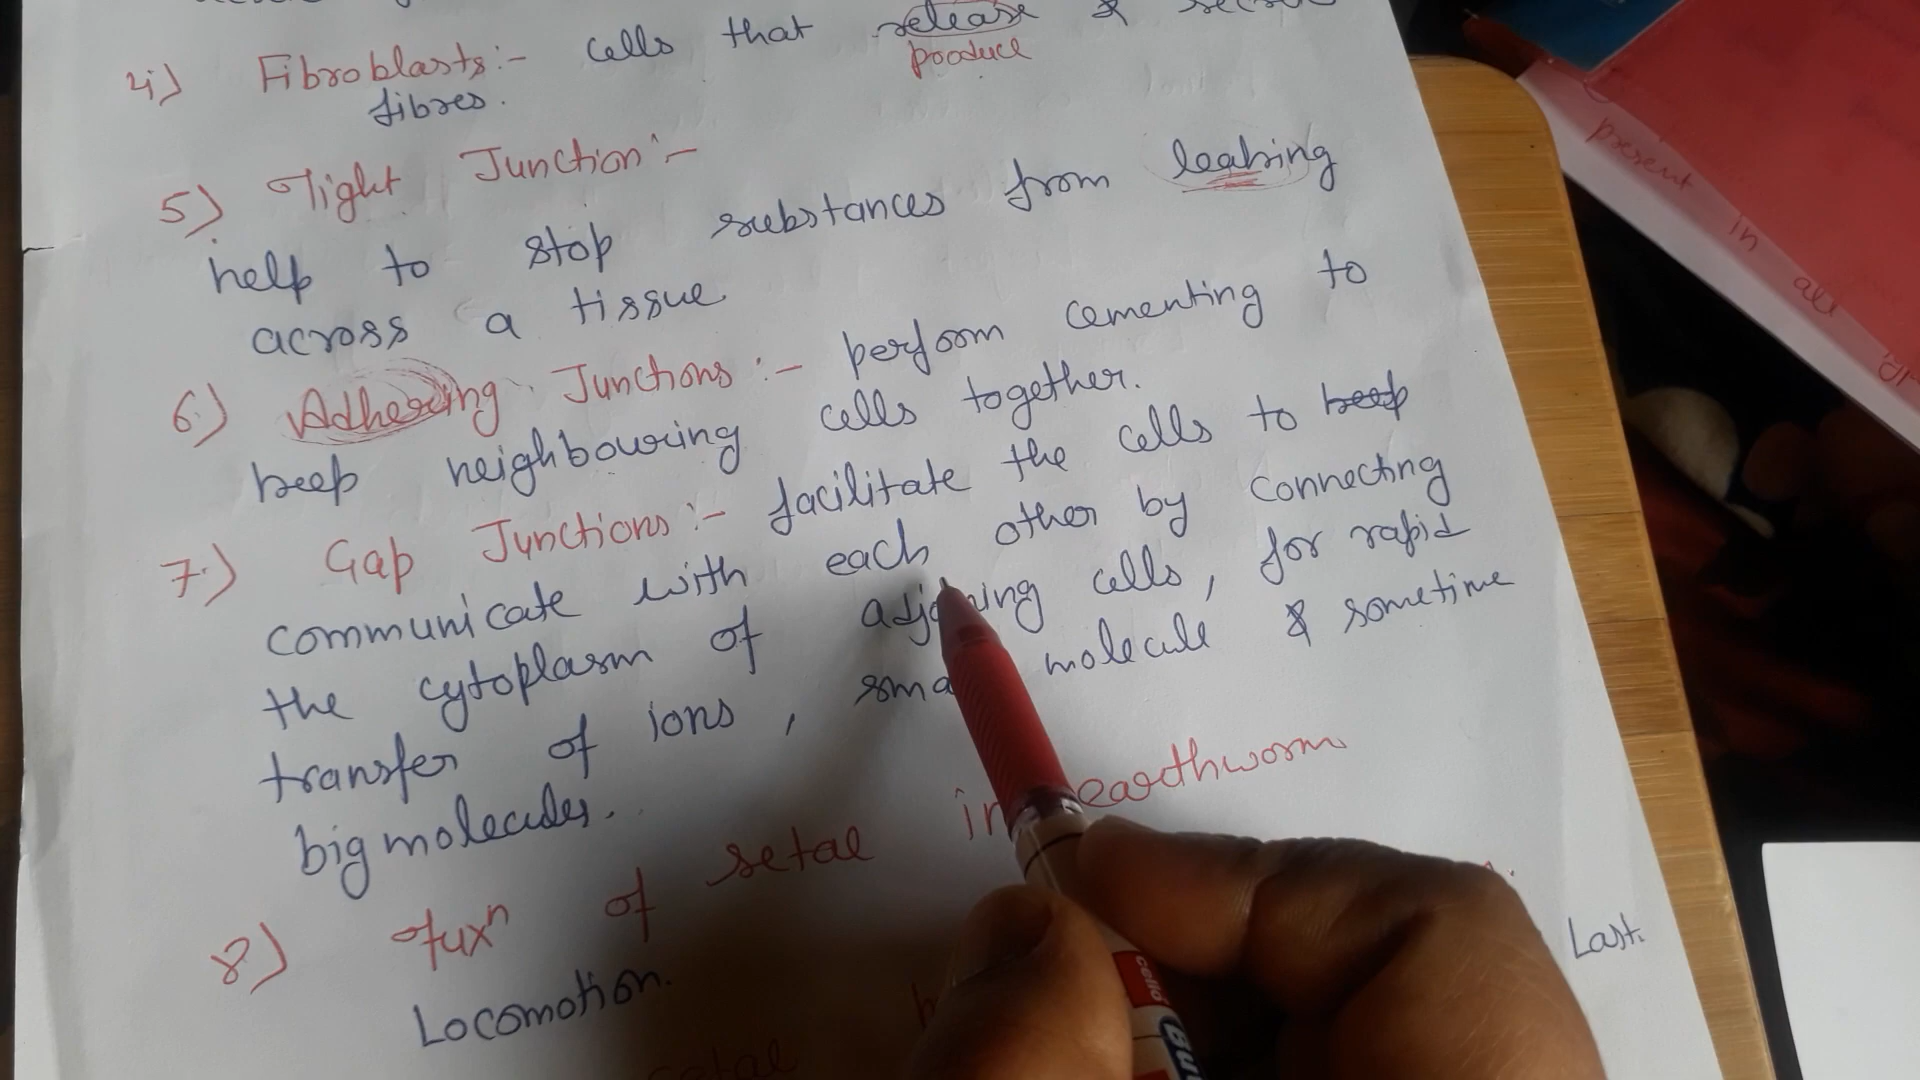 4) Fibroblasts:- Cells that release &
produce
fibres.
5) Tight Junction:-
help to stop substances from leaking
across a tissue.
6) Adhering Junctions:- perform cementing to
keep neighbouring cells together.
7) Gap Junctions:- facilitate the cells to keep
communicate with each other by connecting
the cytoplasm of adjoining cells, for rapid
transfer of ions, small molecule & sometime
big molecules.
8) fuxn of setae in earthworm
Locomotion.
Last.
setae
present
in
all
cello